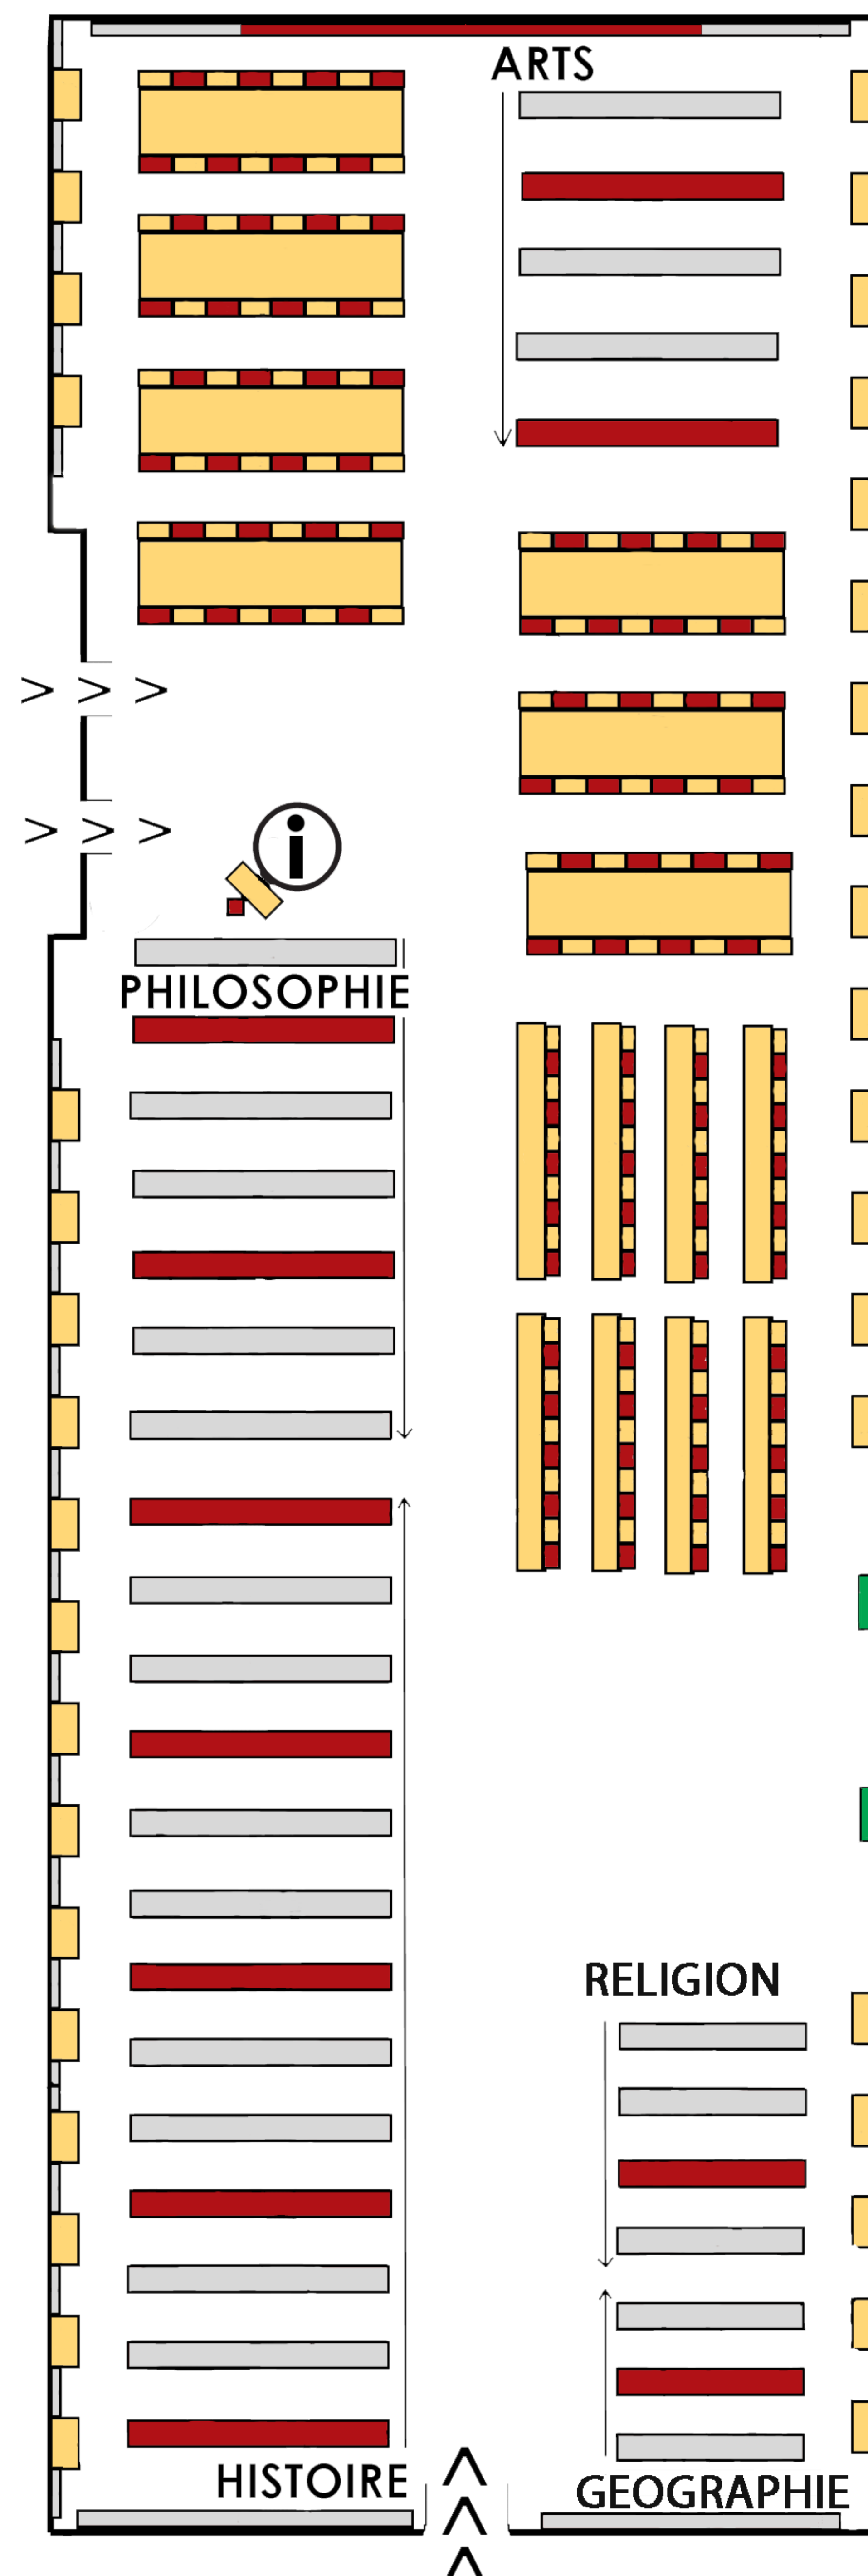 ARTS
> > >
> > >
i
PHILOSOPHIE
RELIGION
HISTOIRE
GEOGRAPHIE